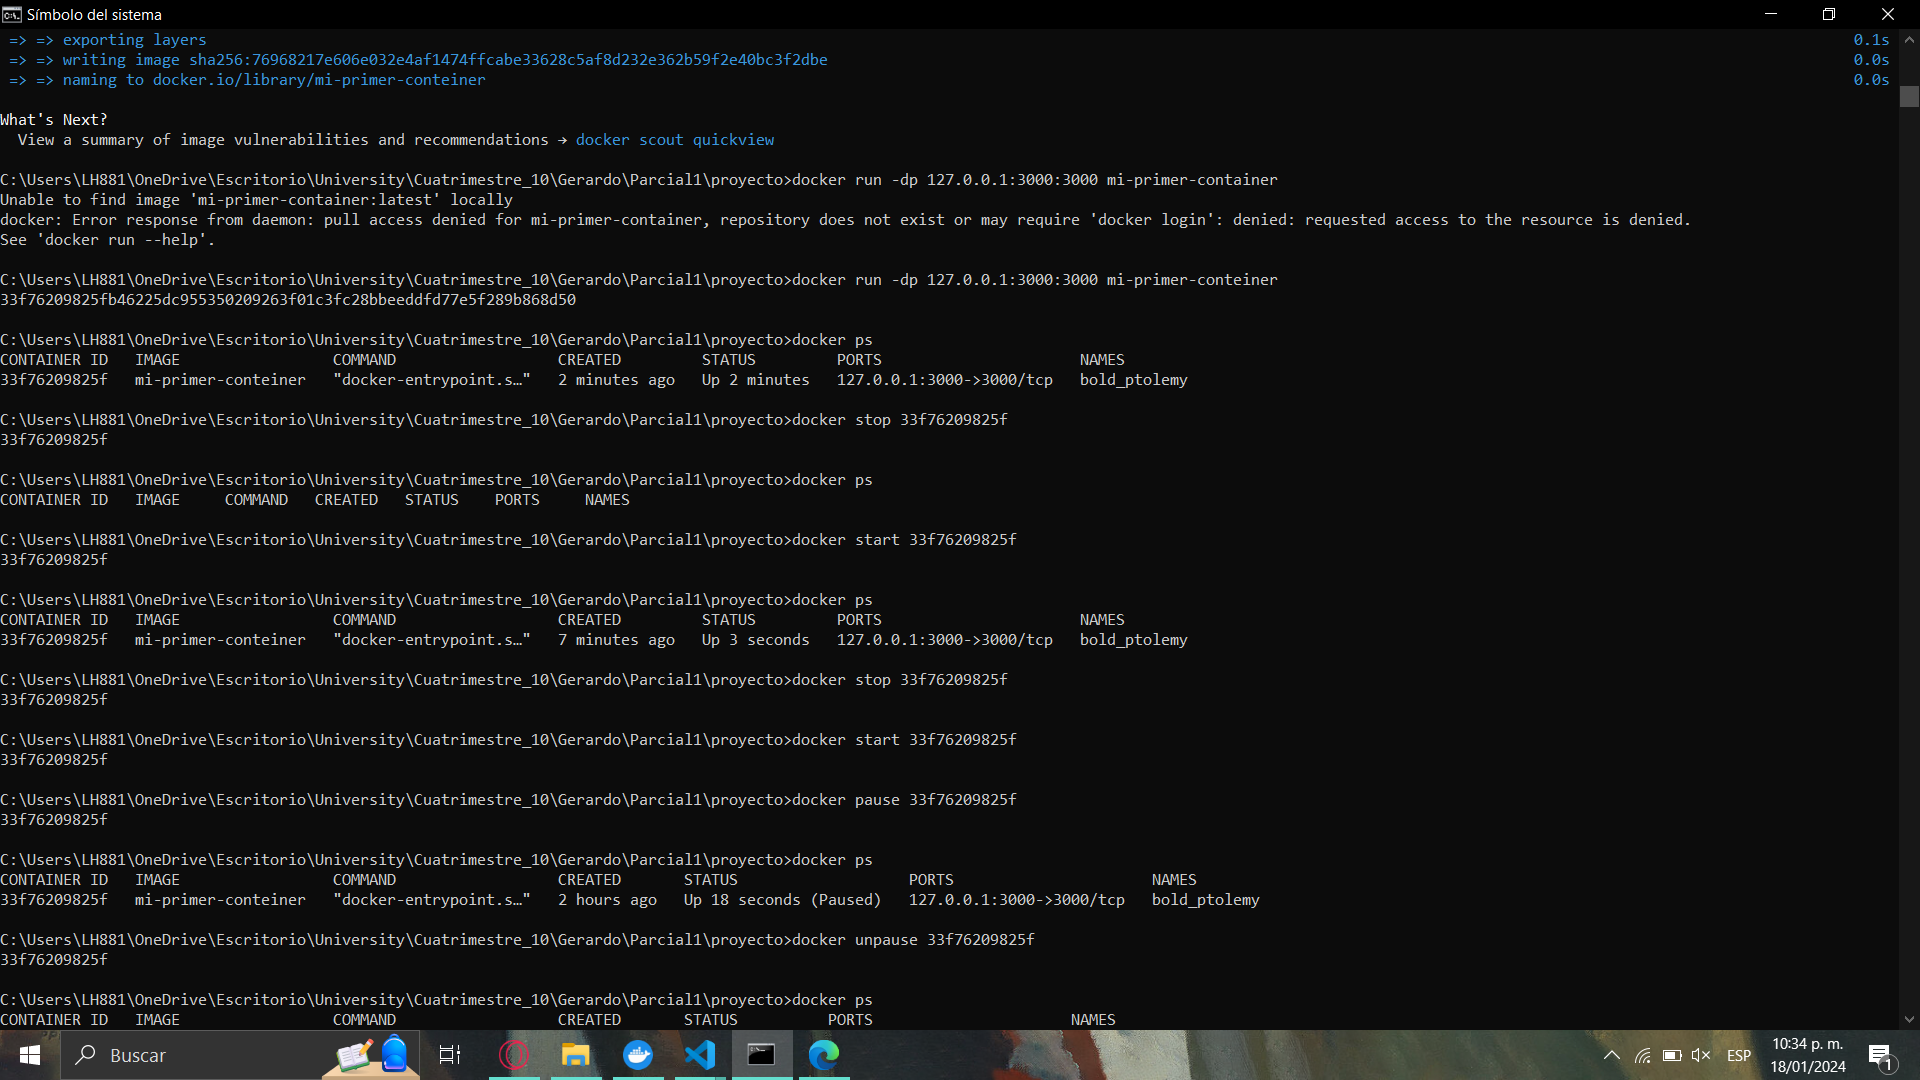 Símbolo del sistema
=> => exporting layers 0.1s
=> => writing image sha256:76968217e606e032e4af1474ffcabe33628c5af8d232e362b59f2e40bc3f2dbe 0.0s
=> => naming to docker.io/library/mi-primer-conteiner 0.0s
What's Next?
View a summary of image vulnerabilities and recommendations → docker scout quickview
C:\Users\LH881\OneDrive\Escritorio\University\Cuatrimestre_10\Gerardo\Parcial1\proyecto>docker run -dp 127.0.0.1:3000:3000 mi-primer-container
Unable to find image 'mi-primer-container:latest' locally
docker: Error response from daemon: pull access denied for mi-primer-container, repository does not exist or may require 'docker login': denied: requested access to the resource is denied.
See 'docker run --help'.
C:\Users\LH881\OneDrive\Escritorio\University\Cuatrimestre_10\Gerardo\Parcial1\proyecto>docker run -dp 127.0.0.1:3000:3000 mi-primer-conteiner
33f76209825fb46225dc955350209263f01c3fc28bbeeddfd77e5f289b868d50
C:\Users\LH881\OneDrive\Escritorio\University\Cuatrimestre_10\Gerardo\Parcial1\proyecto>docker ps
CONTAINER ID IMAGE COMMAND CREATED STATUS PORTS NAMES
33f76209825f mi-primer-conteiner "docker-entrypoint.s…" 2 minutes ago Up 2 minutes 127.0.0.1:3000->3000/tcp bold_ptolemy
C:\Users\LH881\OneDrive\Escritorio\University\Cuatrimestre_10\Gerardo\Parcial1\proyecto>docker stop 33f76209825f
33f76209825f
C:\Users\LH881\OneDrive\Escritorio\University\Cuatrimestre_10\Gerardo\Parcial1\proyecto>docker ps
CONTAINER ID IMAGE COMMAND CREATED STATUS PORTS NAMES
C:\Users\LH881\OneDrive\Escritorio\University\Cuatrimestre_10\Gerardo\Parcial1\proyecto>docker start 33f76209825f
33f76209825f
C:\Users\LH881\OneDrive\Escritorio\University\Cuatrimestre_10\Gerardo\Parcial1\proyecto>docker ps
CONTAINER ID IMAGE COMMAND CREATED STATUS PORTS NAMES
33f76209825f mi-primer-conteiner "docker-entrypoint.s…" 7 minutes ago Up 3 seconds 127.0.0.1:3000->3000/tcp bold_ptolemy
C:\Users\LH881\OneDrive\Escritorio\University\Cuatrimestre_10\Gerardo\Parcial1\proyecto>docker stop 33f76209825f
33f76209825f
C:\Users\LH881\OneDrive\Escritorio\University\Cuatrimestre_10\Gerardo\Parcial1\proyecto>docker start 33f76209825f
33f76209825f
C:\Users\LH881\OneDrive\Escritorio\University\Cuatrimestre_10\Gerardo\Parcial1\proyecto>docker pause 33f76209825f
33f76209825f
C:\Users\LH881\OneDrive\Escritorio\University\Cuatrimestre_10\Gerardo\Parcial1\proyecto>docker ps
CONTAINER ID IMAGE COMMAND CREATED STATUS PORTS NAMES
33f76209825f mi-primer-conteiner "docker-entrypoint.s…" 2 hours ago Up 18 seconds (Paused) 127.0.0.1:3000->3000/tcp bold_ptolemy
C:\Users\LH881\OneDrive\Escritorio\University\Cuatrimestre_10\Gerardo\Parcial1\proyecto>docker unpause 33f76209825f
33f76209825f
C:\Users\LH881\OneDrive\Escritorio\University\Cuatrimestre_10\Gerardo\Parcial1\proyecto>docker ps
CONTAINER ID IMAGE COMMAND CREATED STATUS PORTS NAMES
Buscar
ESP
10:34 p. m.
18/01/2024
1